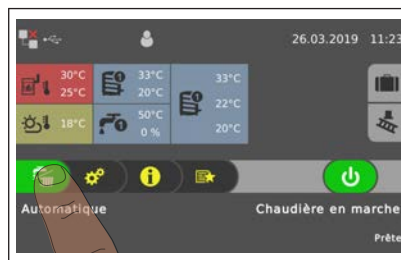 26.03.2019 11:23
30°C 33°C 33°C
25°C 20°C
22°C
18°C 50°C
0 % 20°C
Automatique Chaudière en marche
Prête